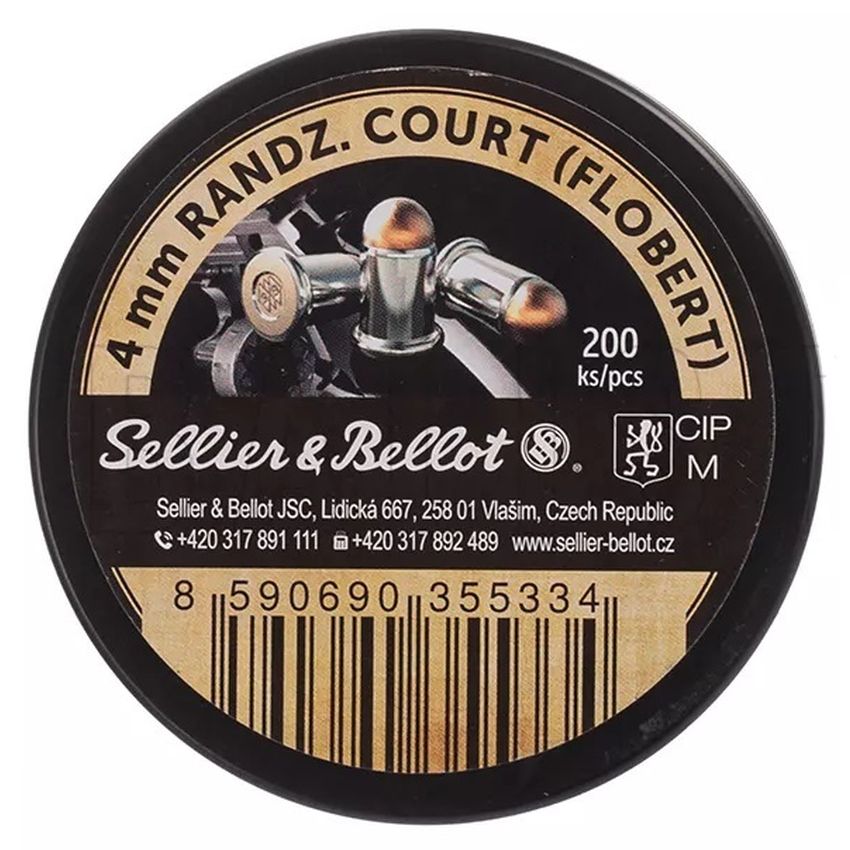 4 mm RANDZ. COURT (FLOBERT)
200
ks/pcs
Sellier & Bellot ®
CIP
M
Sellier & Bellot JSC, Lidická 667, 258 01 Vlašim, Czech Republic
+420 317 891 111 +420 317 892 489 www.sellier-bellot.cz
8 590690 355334